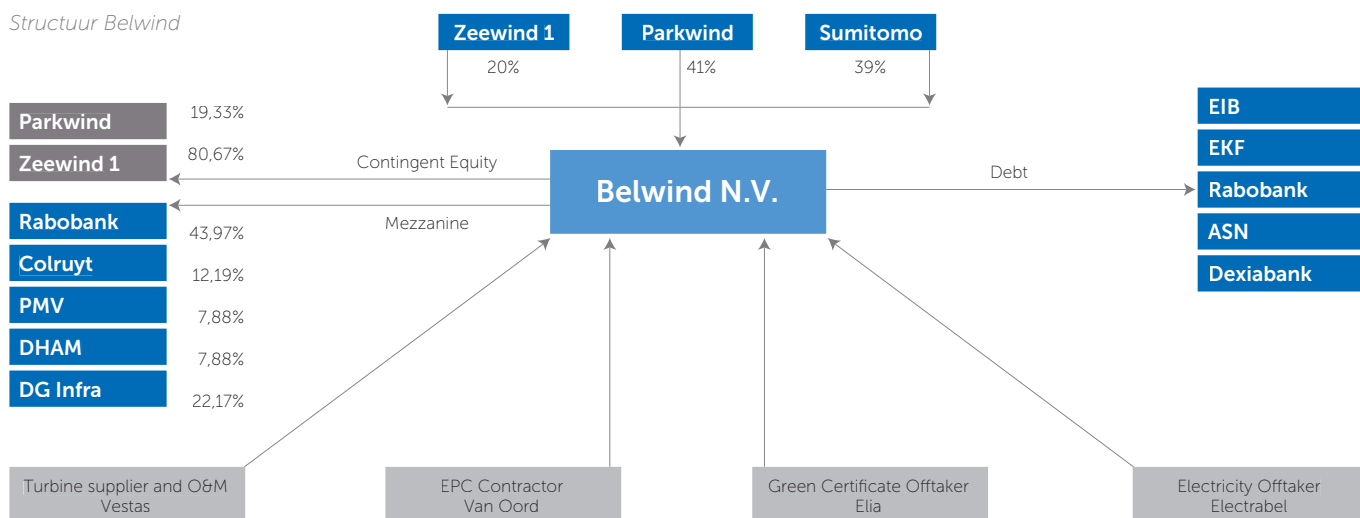 Structuur Belwind
Zeewind 1
Parkwind
Sumitomo
20%
41%
39%
Parkwind
19,33%
Zeewind 1
80,67%
Contingent Equity
Mezzanine
Belwind N.V.
Debt
EIB
EKF
Rabobank
ASN
Dexiabank
Rabobank
43,97%
Colruyt
12,19%
PMV
7,88%
DHAM
7,88%
DG Infra
22,17%
Turbine supplier and O&M
Vestas
EPC Contractor
Van Oord
Green Certificate Offtaker
Elia
Electricity Offtaker
Electrabel